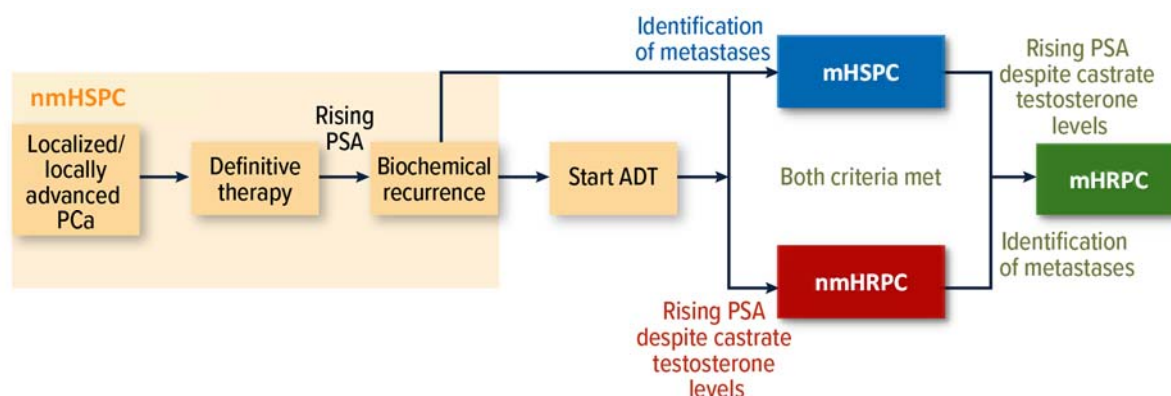 nmHSPC
Localized/
locally
advanced
PCa
Definitive
therapy
Rising
PSA
Biochemical
recurrence
Start ADT
Identification
of metastases
mHSPC
Both criteria met
nmHRPC
Rising PSA
despite castrate
testosterone
levels
Rising PSA
despite castrate
testosterone
levels
mHRPC
Identification
of metastases